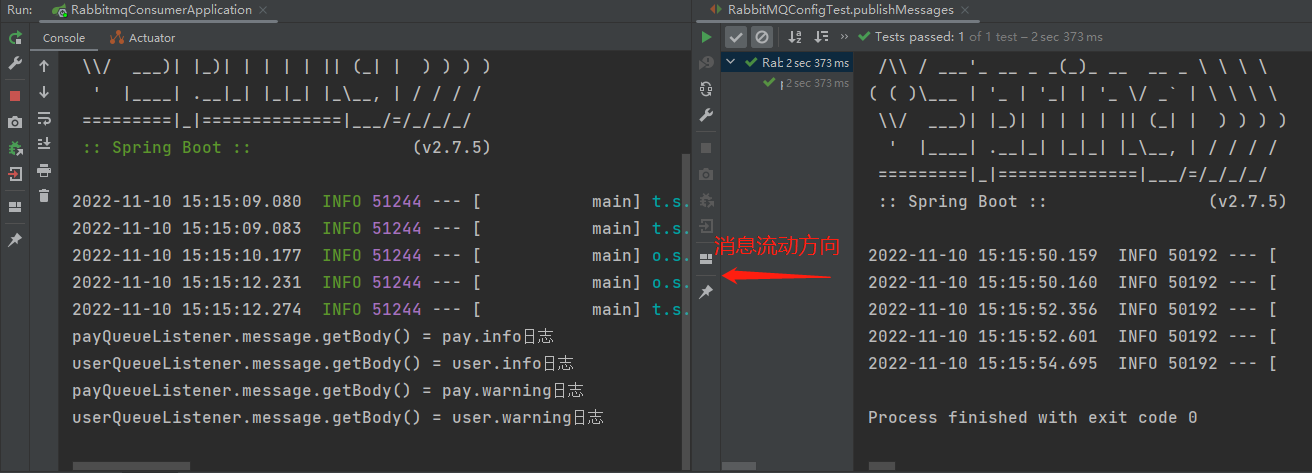 Run:
RabbitmqConsumerApplication
Console
Actuator
\\/  ___)| |_)| | | | | || (_| |  ) ) ) )
'  |____| .__|_| |_|_| |_\__, | / / / /
=========|_|==============|___/=/_/_/_/
:: Spring Boot ::                (v2.7.5)
2022-11-10 15:15:09.080  INFO 51244 --- [           main] t.s.
2022-11-10 15:15:09.083  INFO 51244 --- [           main] t.s.
2022-11-10 15:15:10.177  INFO 51244 --- [           main] o.s.
2022-11-10 15:15:12.231  INFO 51244 --- [           main] o.s.
2022-11-10 15:15:12.274  INFO 51244 --- [           main] t.s.
payQueueListener.message.getBody() = pay.info日志
userQueueListener.message.getBody() = user.info日志
payQueueListener.message.getBody() = pay.warning日志
userQueueListener.message.getBody() = user.warning日志
消息流动方向
RabbitMQConfigTest.publishMessages
Tests passed: 1 of 1 test – 2 sec 373 ms
Ral 2 sec 373 ms
2 sec 373 ms
/\\ / ___'_ __ _ _(_)_ __  __ _ \ \ \ \
( ( )\___ | '_ | '_| | '_ \/ _` | \ \ \ \
\\/  ___)| |_)| | | | | || (_| |  ) ) ) )
'  |____| .__|_| |_|_| |_\__, | / / / /
=========|_|==============|___/=/_/_/_/
:: Spring Boot ::                (v2.7.5)
2022-11-10 15:15:50.159  INFO 50192 --- [
2022-11-10 15:15:50.160  INFO 50192 --- [
2022-11-10 15:15:52.356  INFO 50192 --- [
2022-11-10 15:15:52.601  INFO 50192 --- [
2022-11-10 15:15:54.695  INFO 50192 --- [
Process finished with exit code 0